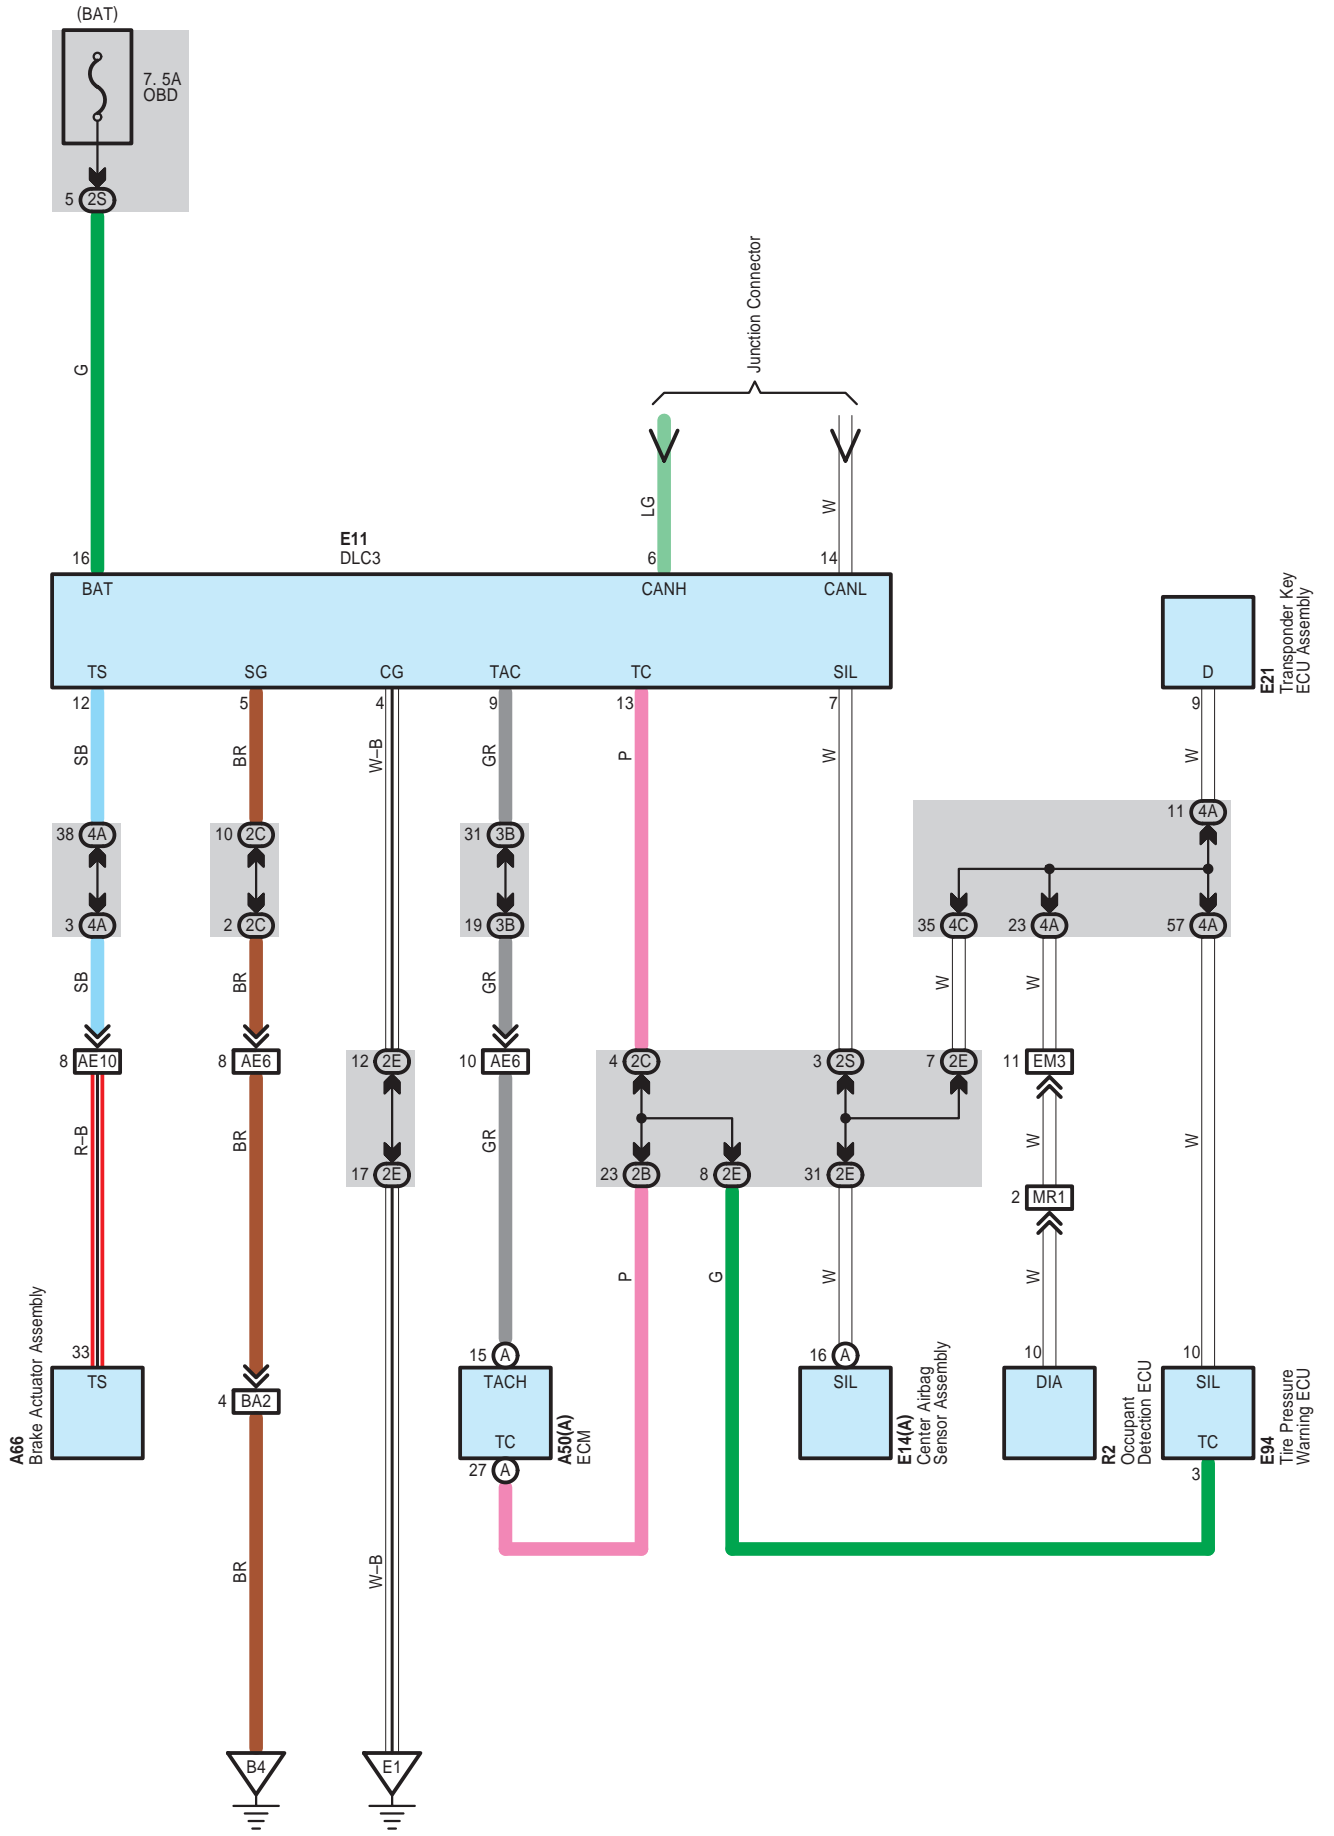 (BAT)
7. 5A
OBD
5 2S
G
Junction Connector
LG
W
E11
DLC3
16
6
14
BAT
CANH
CANL
TS
SG
CG
TAC
TC
SIL
12
5
4
9
13
7
SB
BR
W–B
GR
P
W
D
E21
Transponder Key
ECU Assembly
9
W
11 4A
38 4A
10 2C
31 3B
3 4A
2 2C
19 3B
35 4C
23 4A
57 4A
SB
BR
GR
W
W
8 AE10
8 AE6
12 2E
10 AE6
4 2C
3 2S
7 2E
11 EM3
R–B
BR
GR
W
W
17 2E
23 2B
8 2E
31 2E
2 MR1
P
G
W
W
33
15 A
16 A
10
10
TS
A66
Brake Actuator Assembly
4 BA2
TACH
TC
A50(A)
ECM
27 A
SIL
E14(A)
Center Airbag
Sensor Assembly
DIA
R2
Occupant
Detection ECU
SIL
TC
E94
Tire Pressure
Warning ECU
3
BR
W–B
B4
E1